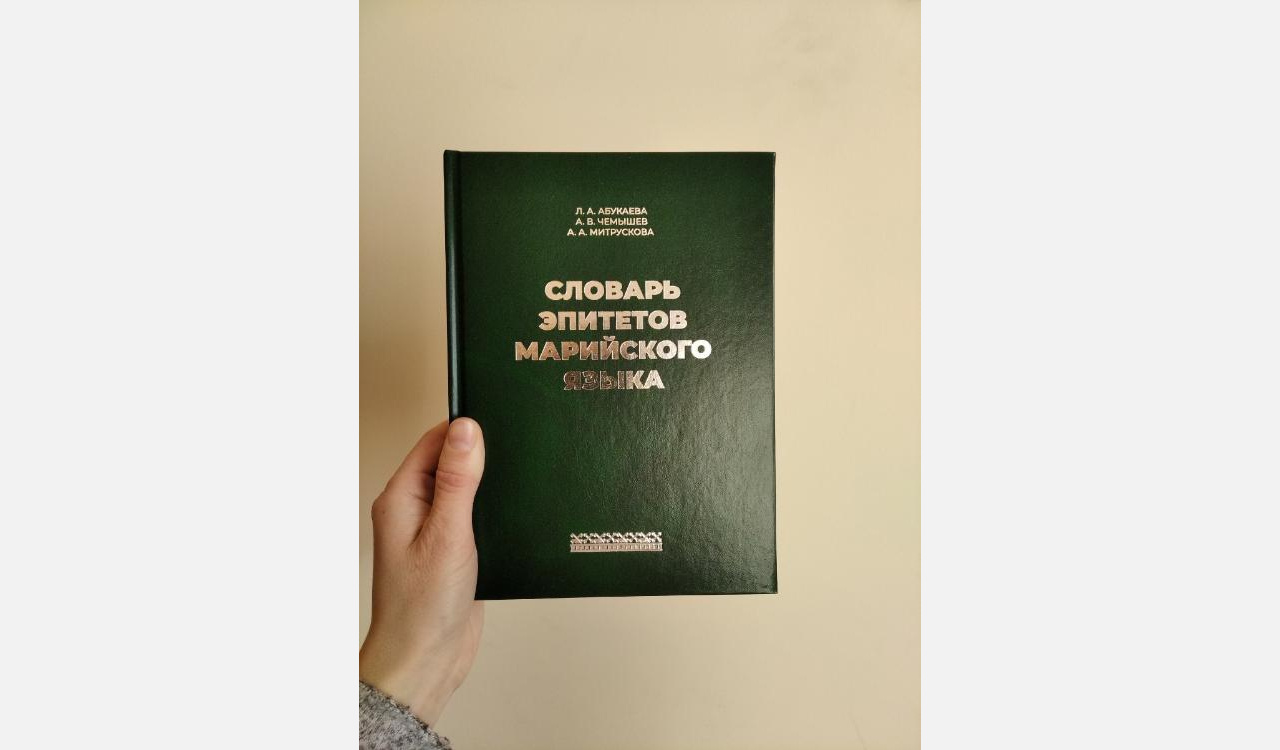 Л. А. АБУКАЕВА
А. В. ЧЕМЫШЕВ
А. А. МИТРУСКОВА
СЛОВАРЬ
ЭПИТЕТОВ
МАРИЙСКОГО
ЯЗЫКА